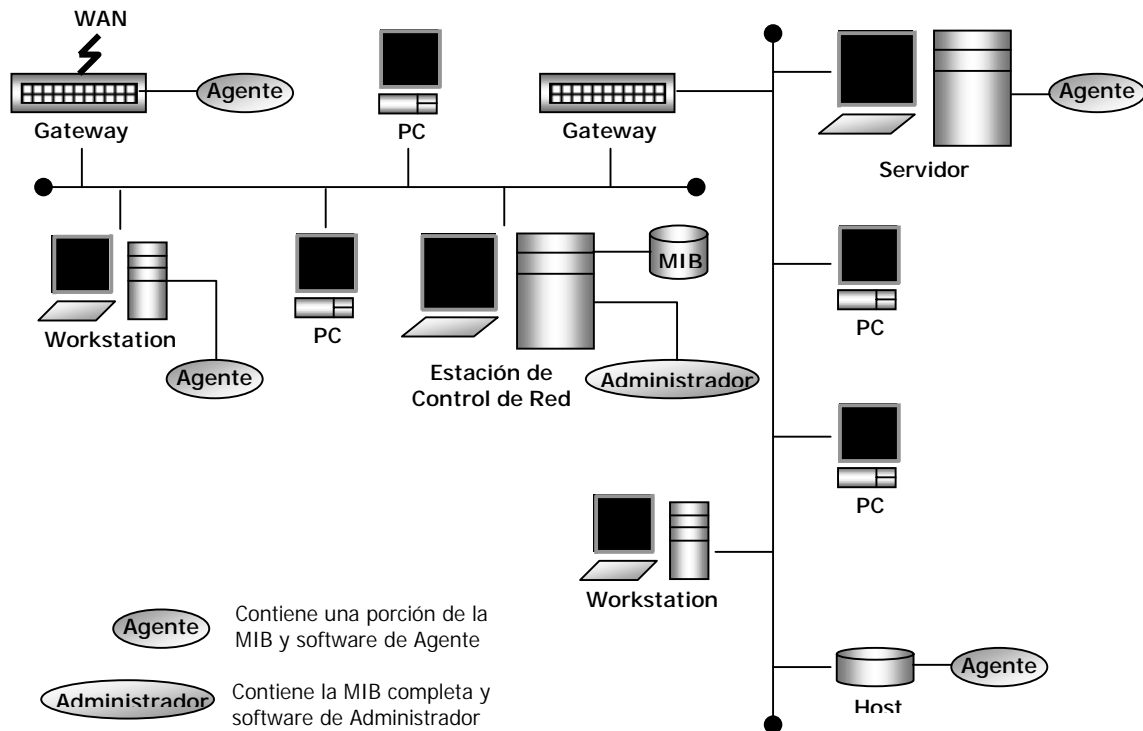 WAN
Agente
Gateway
PC
Gateway
Agente
Servidor
MIB
Workstation
PC
PC
Agente
Estación de
Control de Red
Administrador
PC
Workstation
Agente
Contiene una porción de la
MIB y software de Agente
Agente
Host
Administrador
Contiene la MIB completa y
software de Administrador